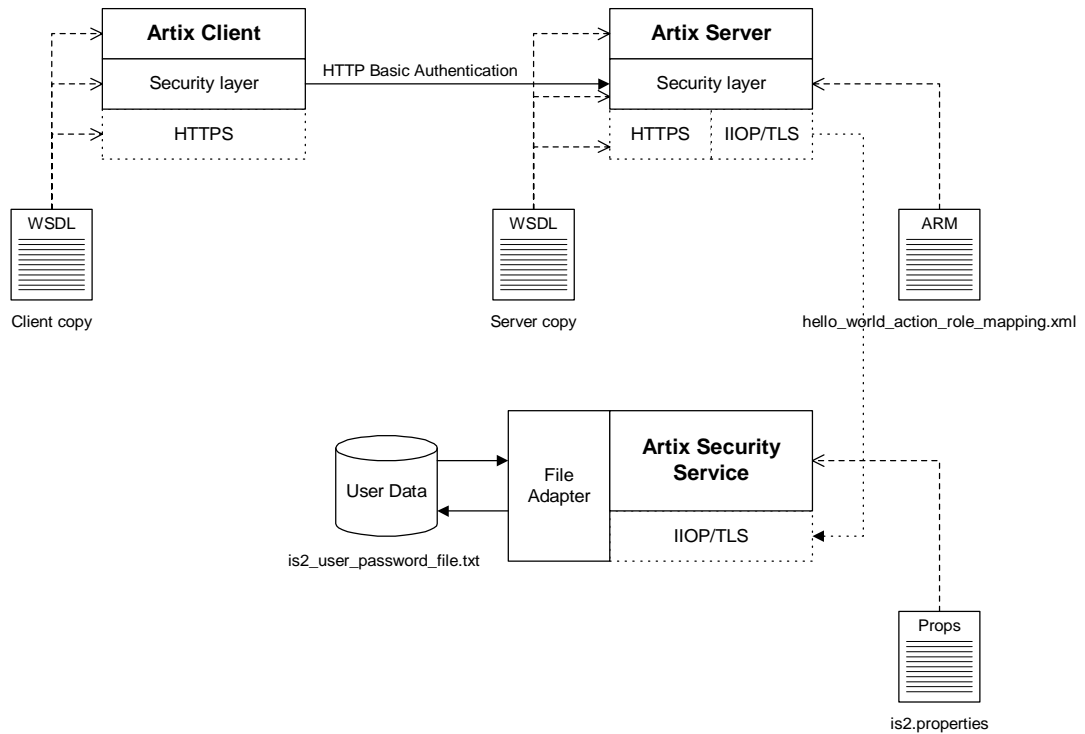 Artix Client
Artix Server
HTTP Basic Authentication
Security layer
Security layer
HTTPS
HTTPS
IIOP/TLS
WSDL
WSDL
ARM
Client copy
Server copy
hello_world_action_role_mapping.xml
Artix Security
Service
File
Adapter
User Data
IIOP/TLS
is2_user_password_file.txt
Props
is2.properties